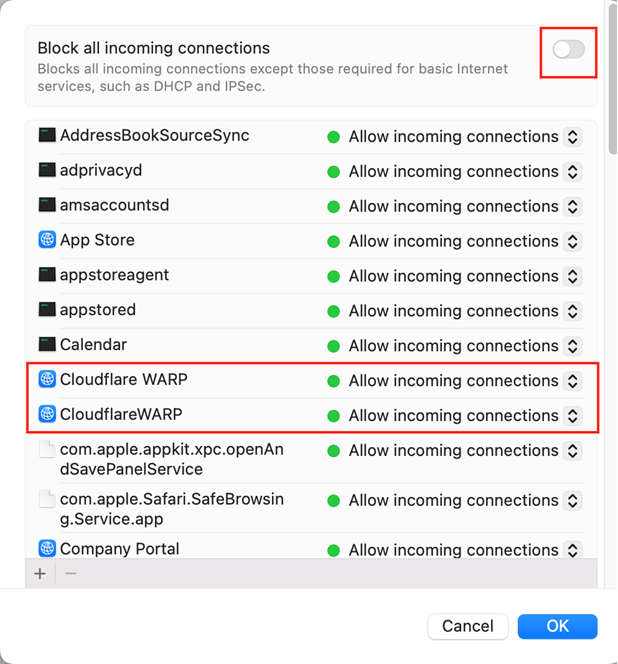 Block all incoming connections
Blocks all incoming connections except those required for basic Internet
services, such as DHCP and IPSec.
AddressBookSourceSync Allow incoming connections
adprivacyd Allow incoming connections
amsaccountsd Allow incoming connections
App Store Allow incoming connections
appstoreagent Allow incoming connections
appstored Allow incoming connections
Calendar Allow incoming connections
Cloudflare WARP Allow incoming connections
CloudflareWARP Allow incoming connections
com.apple.appkit.xpc.openAn Allow incoming connections
dSavePanelService
com.apple.Safari.SafeBrowsin Allow incoming connections
g.Service.app
Company Portal Allow incoming connections
+ −
Cancel OK